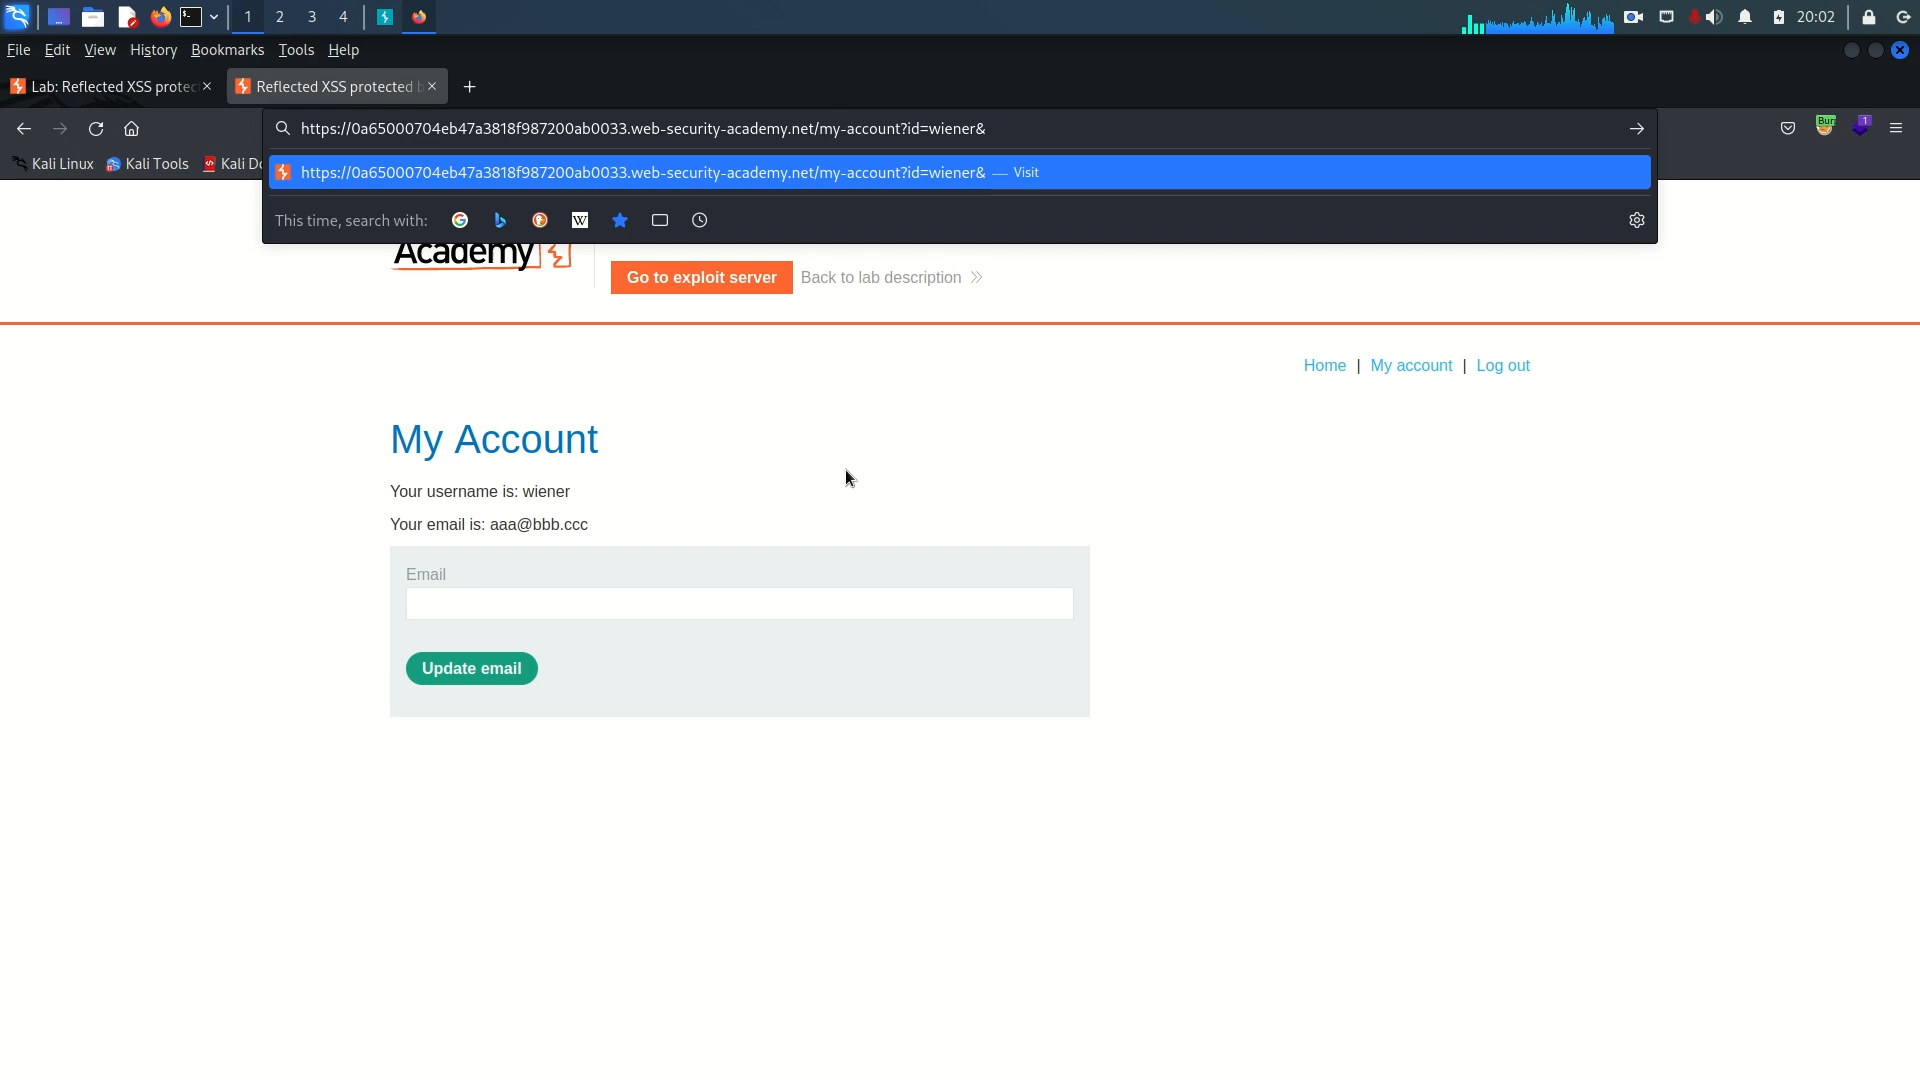 1 2 3 4 20:02
File Edit View History Bookmarks Tools Help
Lab: Reflected XSS protec Reflected XSS protected b
https://0a65000704eb47a3818f987200ab0033.web-security-academy.net/my-account?id=wiener&
Bur 1
Kali Linux Kali Tools Kali Do
https://0a65000704eb47a3818f987200ab0033.web-security-academy.net/my-account?id=wiener& — Visit
This time, search with:
Academy
Go to exploit server Back to lab description
Home | My account | Log out
My Account
Your username is: wiener
Your email is: aaa@bbb.ccc
Email
Update email